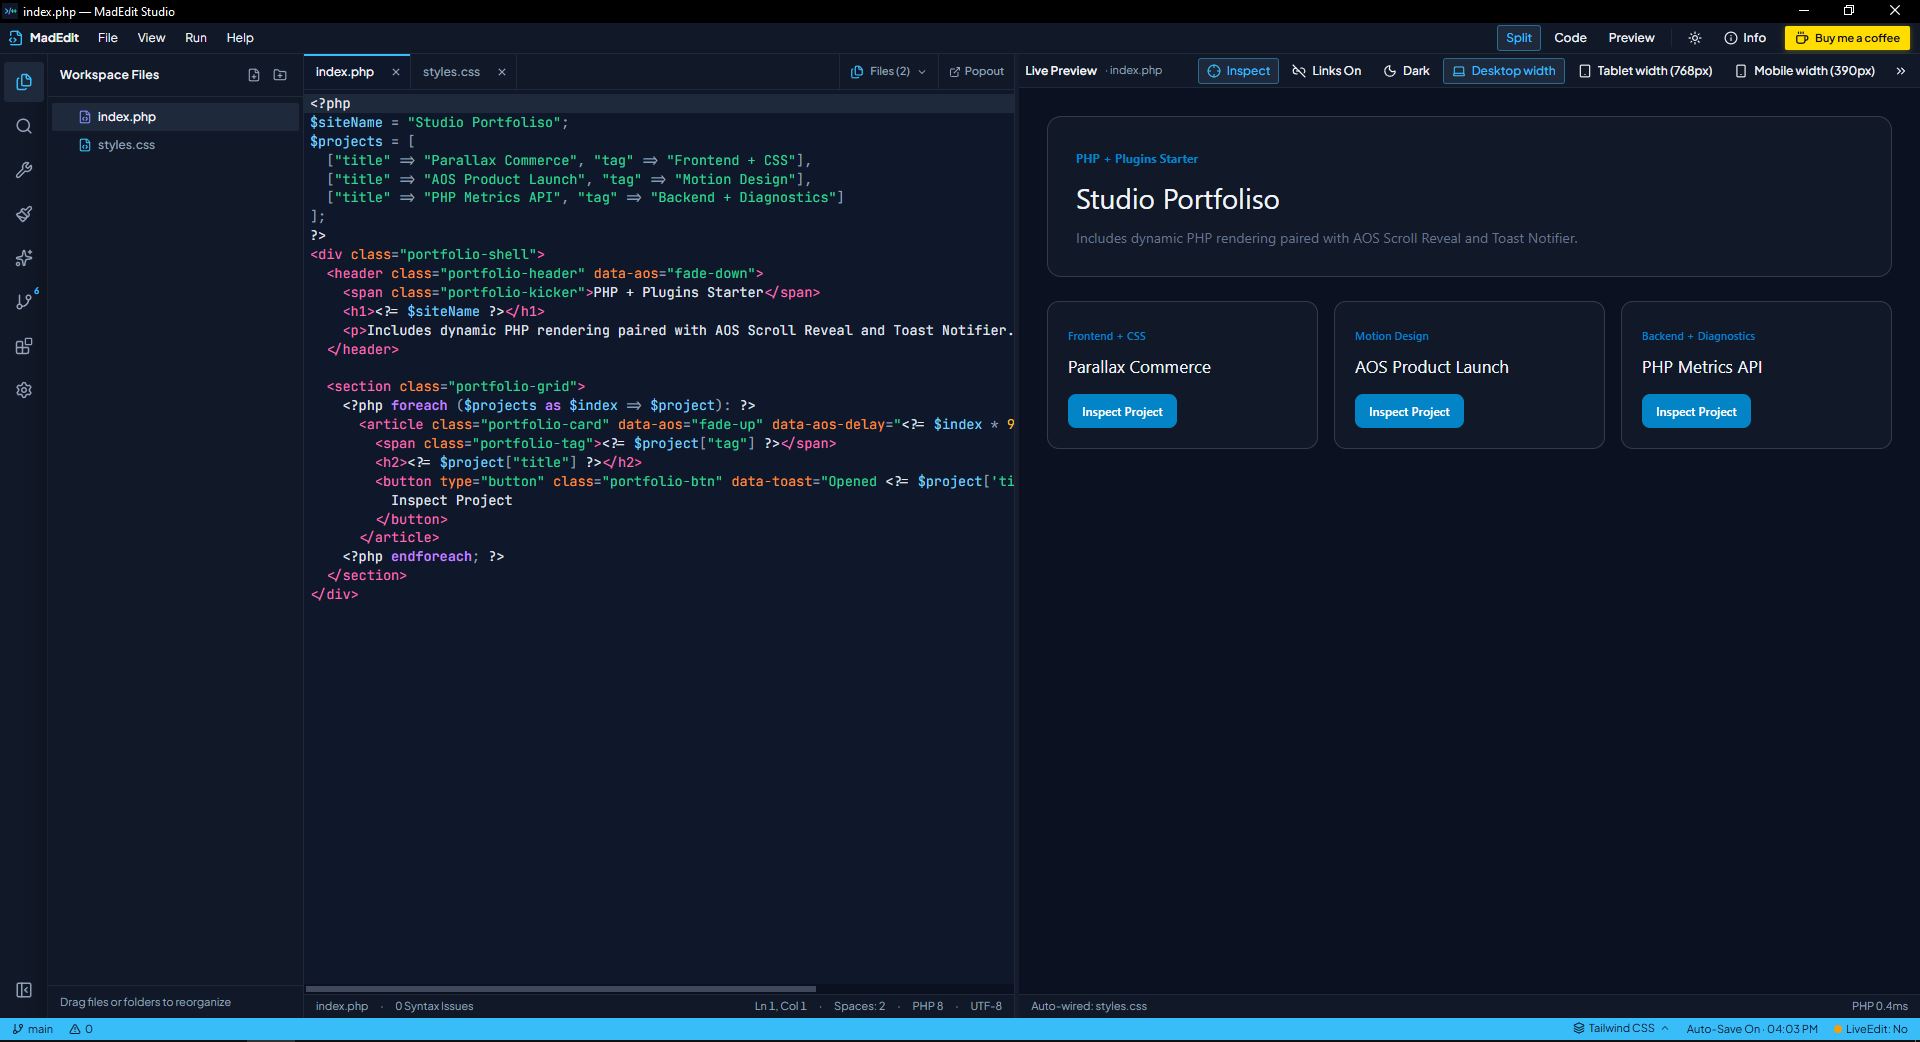 index.php — MadEdit Studio
MadEdit File View Run Help Split Code Preview Info Buy me a coffee
Workspace Files
index.php
styles.css
Drag files or folders to reorganize
6
index.php × styles.css × Files (2) Popout
<?php
$siteName = "Studio Portfoliso";
$projects = [
["title" => "Parallax Commerce", "tag" => "Frontend + CSS"],
["title" => "AOS Product Launch", "tag" => "Motion Design"],
["title" => "PHP Metrics API", "tag" => "Backend + Diagnostics"]
];
?>
<div class="portfolio-shell">
<header class="portfolio-header" data-aos="fade-down">
<span class="portfolio-kicker">PHP + Plugins Starter</span>
<h1><?= $siteName ?></h1>
<p>Includes dynamic PHP rendering paired with AOS Scroll Reveal and Toast Notifier.
</header>
<section class="portfolio-grid">
<?php foreach ($projects as $index => $project): ?>
<article class="portfolio-card" data-aos="fade-up" data-aos-delay="<?= $index * 9
<span class="portfolio-tag"><?= $project["tag"] ?></span>
<h2><?= $project["title"] ?></h2>
<button type="button" class="portfolio-btn" data-toast="Opened <?= $project['ti
Inspect Project
</button>
</article>
<?php endforeach; ?>
</section>
</div>
index.php · 0 Syntax Issues Ln 1, Col 1 · Spaces: 2 · PHP 8 · UTF-8
Live Preview · index.php Inspect Links On Dark Desktop width Tablet width (768px) Mobile width (390px) »
PHP + Plugins Starter
Studio Portfoliso
Includes dynamic PHP rendering paired with AOS Scroll Reveal and Toast Notifier.
Frontend + CSS
Parallax Commerce
Inspect Project
Motion Design
AOS Product Launch
Inspect Project
Backend + Diagnostics
PHP Metrics API
Inspect Project
Auto-wired: styles.css PHP 0.4ms
main 0 Tailwind CSS Auto-Save On · 04:03 PM LiveEdit: No